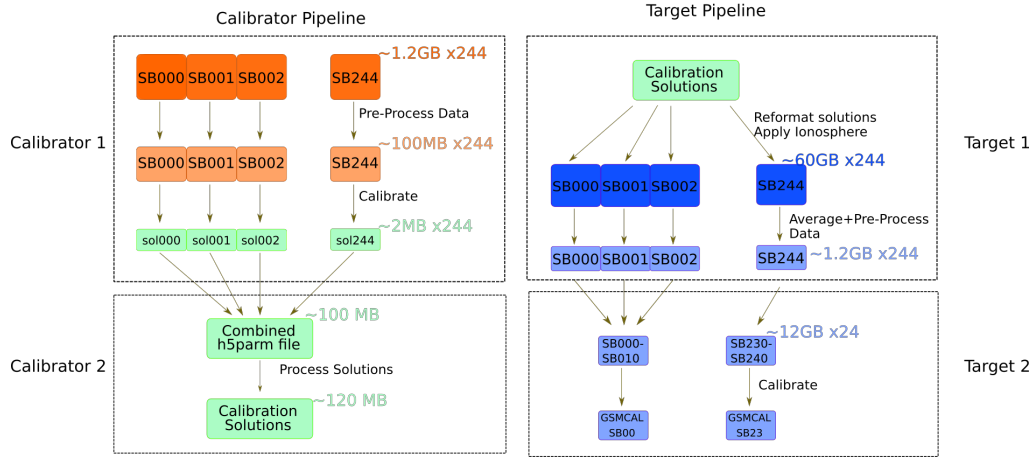 Calibrator Pipeline
Target Pipeline
Calibrator 1
SB000 SB001 SB002 SB244
~1.2GB x244
Pre-Process Data
SB000 SB001 SB002 SB244
~100MB x244
Calibrate
sol000 sol001 sol002 sol244
~2MB x244
Calibrator 2
Combined
h5parm file
~100 MB
Process Solutions
Calibration
Solutions
~120 MB
Target 1
Calibration
Solutions
Reformat solutions
Apply Ionosphere
~60GB x244
SB000 SB001 SB002 SB244
Average+Pre-Process
Data
SB000 SB001 SB002 SB244
~1.2GB x244
Target 2
SB000-
SB010
SB230-
SB240
~12GB x24
Calibrate
GSMCAL
SB00
GSMCAL
SB23